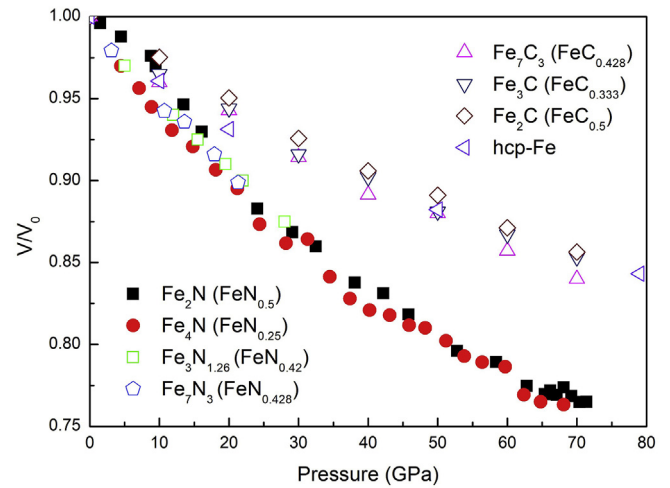 1.00
0.95
0.90
0.85
0.80
0.75
V/V₀
0 10 20 30 40 50 60 70 80
Pressure (GPa)
Fe₇C₃ (FeC₀.₄₂₈)
Fe₃C (FeC₀.₃₃₃)
Fe₂C (FeC₀.₅)
hcp-Fe
Fe₂N (FeN₀.₅)
Fe₄N (FeN₀.₂₅)
Fe₃N₁.₂₆ (FeN₀.₄₂)
Fe₇N₃ (FeN₀.₄₂₈)